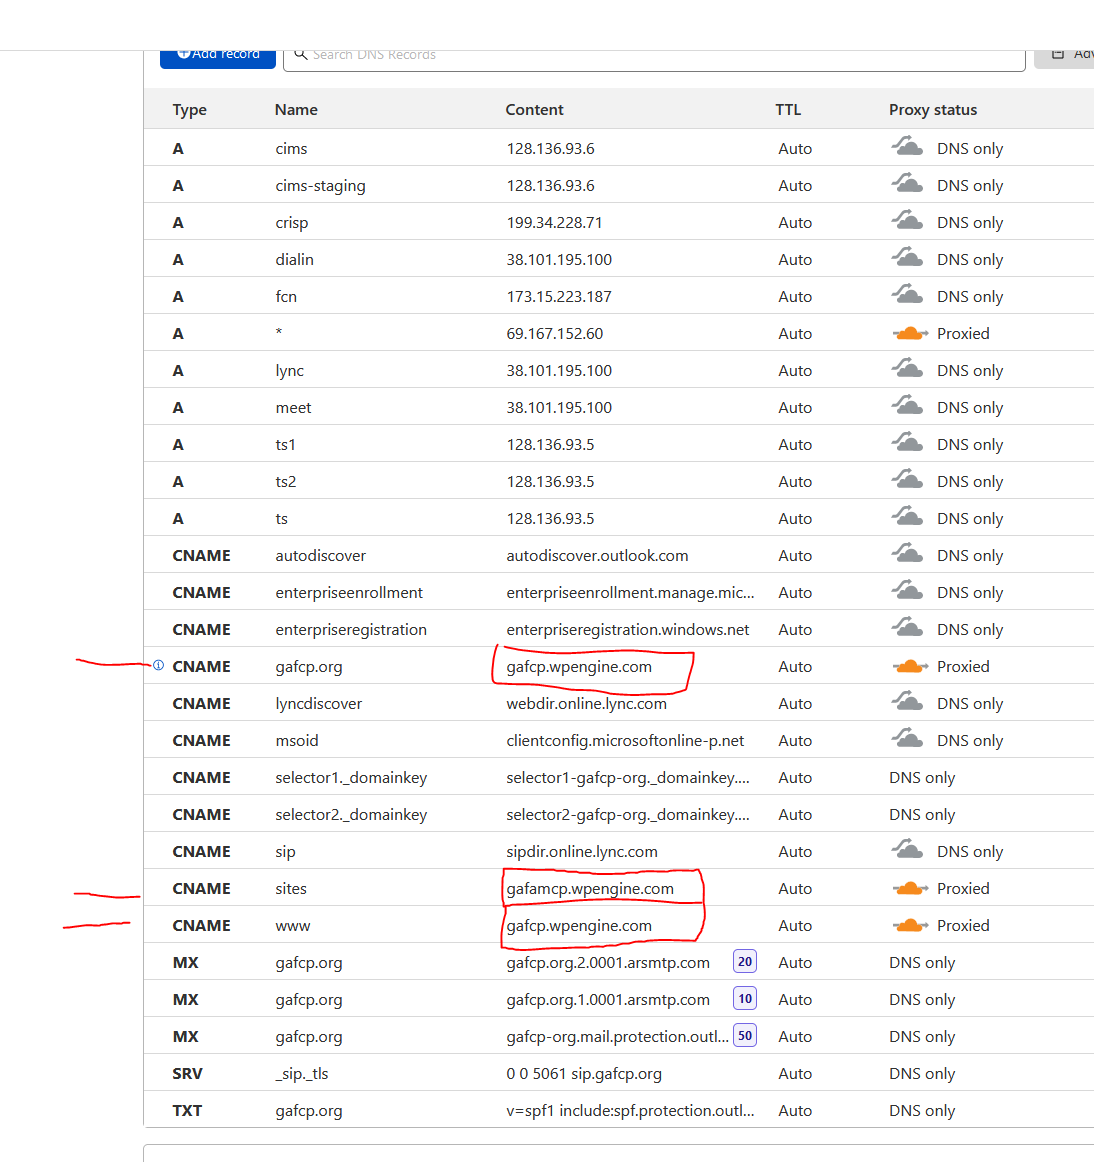 Add record Search DNS Records Adv
Type Name Content TTL Proxy status
A cims 128.136.93.6 Auto DNS only
A cims-staging 128.136.93.6 Auto DNS only
A crisp 199.34.228.71 Auto DNS only
A dialin 38.101.195.100 Auto DNS only
A fcn 173.15.223.187 Auto DNS only
A * 69.167.152.60 Auto Proxied
A lync 38.101.195.100 Auto DNS only
A meet 38.101.195.100 Auto DNS only
A ts1 128.136.93.5 Auto DNS only
A ts2 128.136.93.5 Auto DNS only
A ts 128.136.93.5 Auto DNS only
CNAME autodiscover autodiscover.outlook.com Auto DNS only
CNAME enterpriseenrollment enterpriseenrollment.manage.mic... Auto DNS only
CNAME enterpriseregistration enterpriseregistration.windows.net Auto DNS only
CNAME gafcp.org gafcp.wpengine.com Auto Proxied
CNAME lyncdiscover webdir.online.lync.com Auto DNS only
CNAME msoid clientconfig.microsoftonline-p.net Auto DNS only
CNAME selector1._domainkey selector1-gafcp-org._domainkey.... Auto DNS only
CNAME selector2._domainkey selector2-gafcp-org._domainkey.... Auto DNS only
CNAME sip sipdir.online.lync.com Auto DNS only
CNAME sites gafamcp.wpengine.com Auto Proxied
CNAME www gafcp.wpengine.com Auto Proxied
MX gafcp.org gafcp.org.2.0001.arsmtp.com 20 Auto DNS only
MX gafcp.org gafcp.org.1.0001.arsmtp.com 10 Auto DNS only
MX gafcp.org gafcp-org.mail.protection.outl... 50 Auto DNS only
SRV _sip._tls 0 0 5061 sip.gafcp.org Auto DNS only
TXT gafcp.org v=spf1 include:spf.protection.outl... Auto DNS only